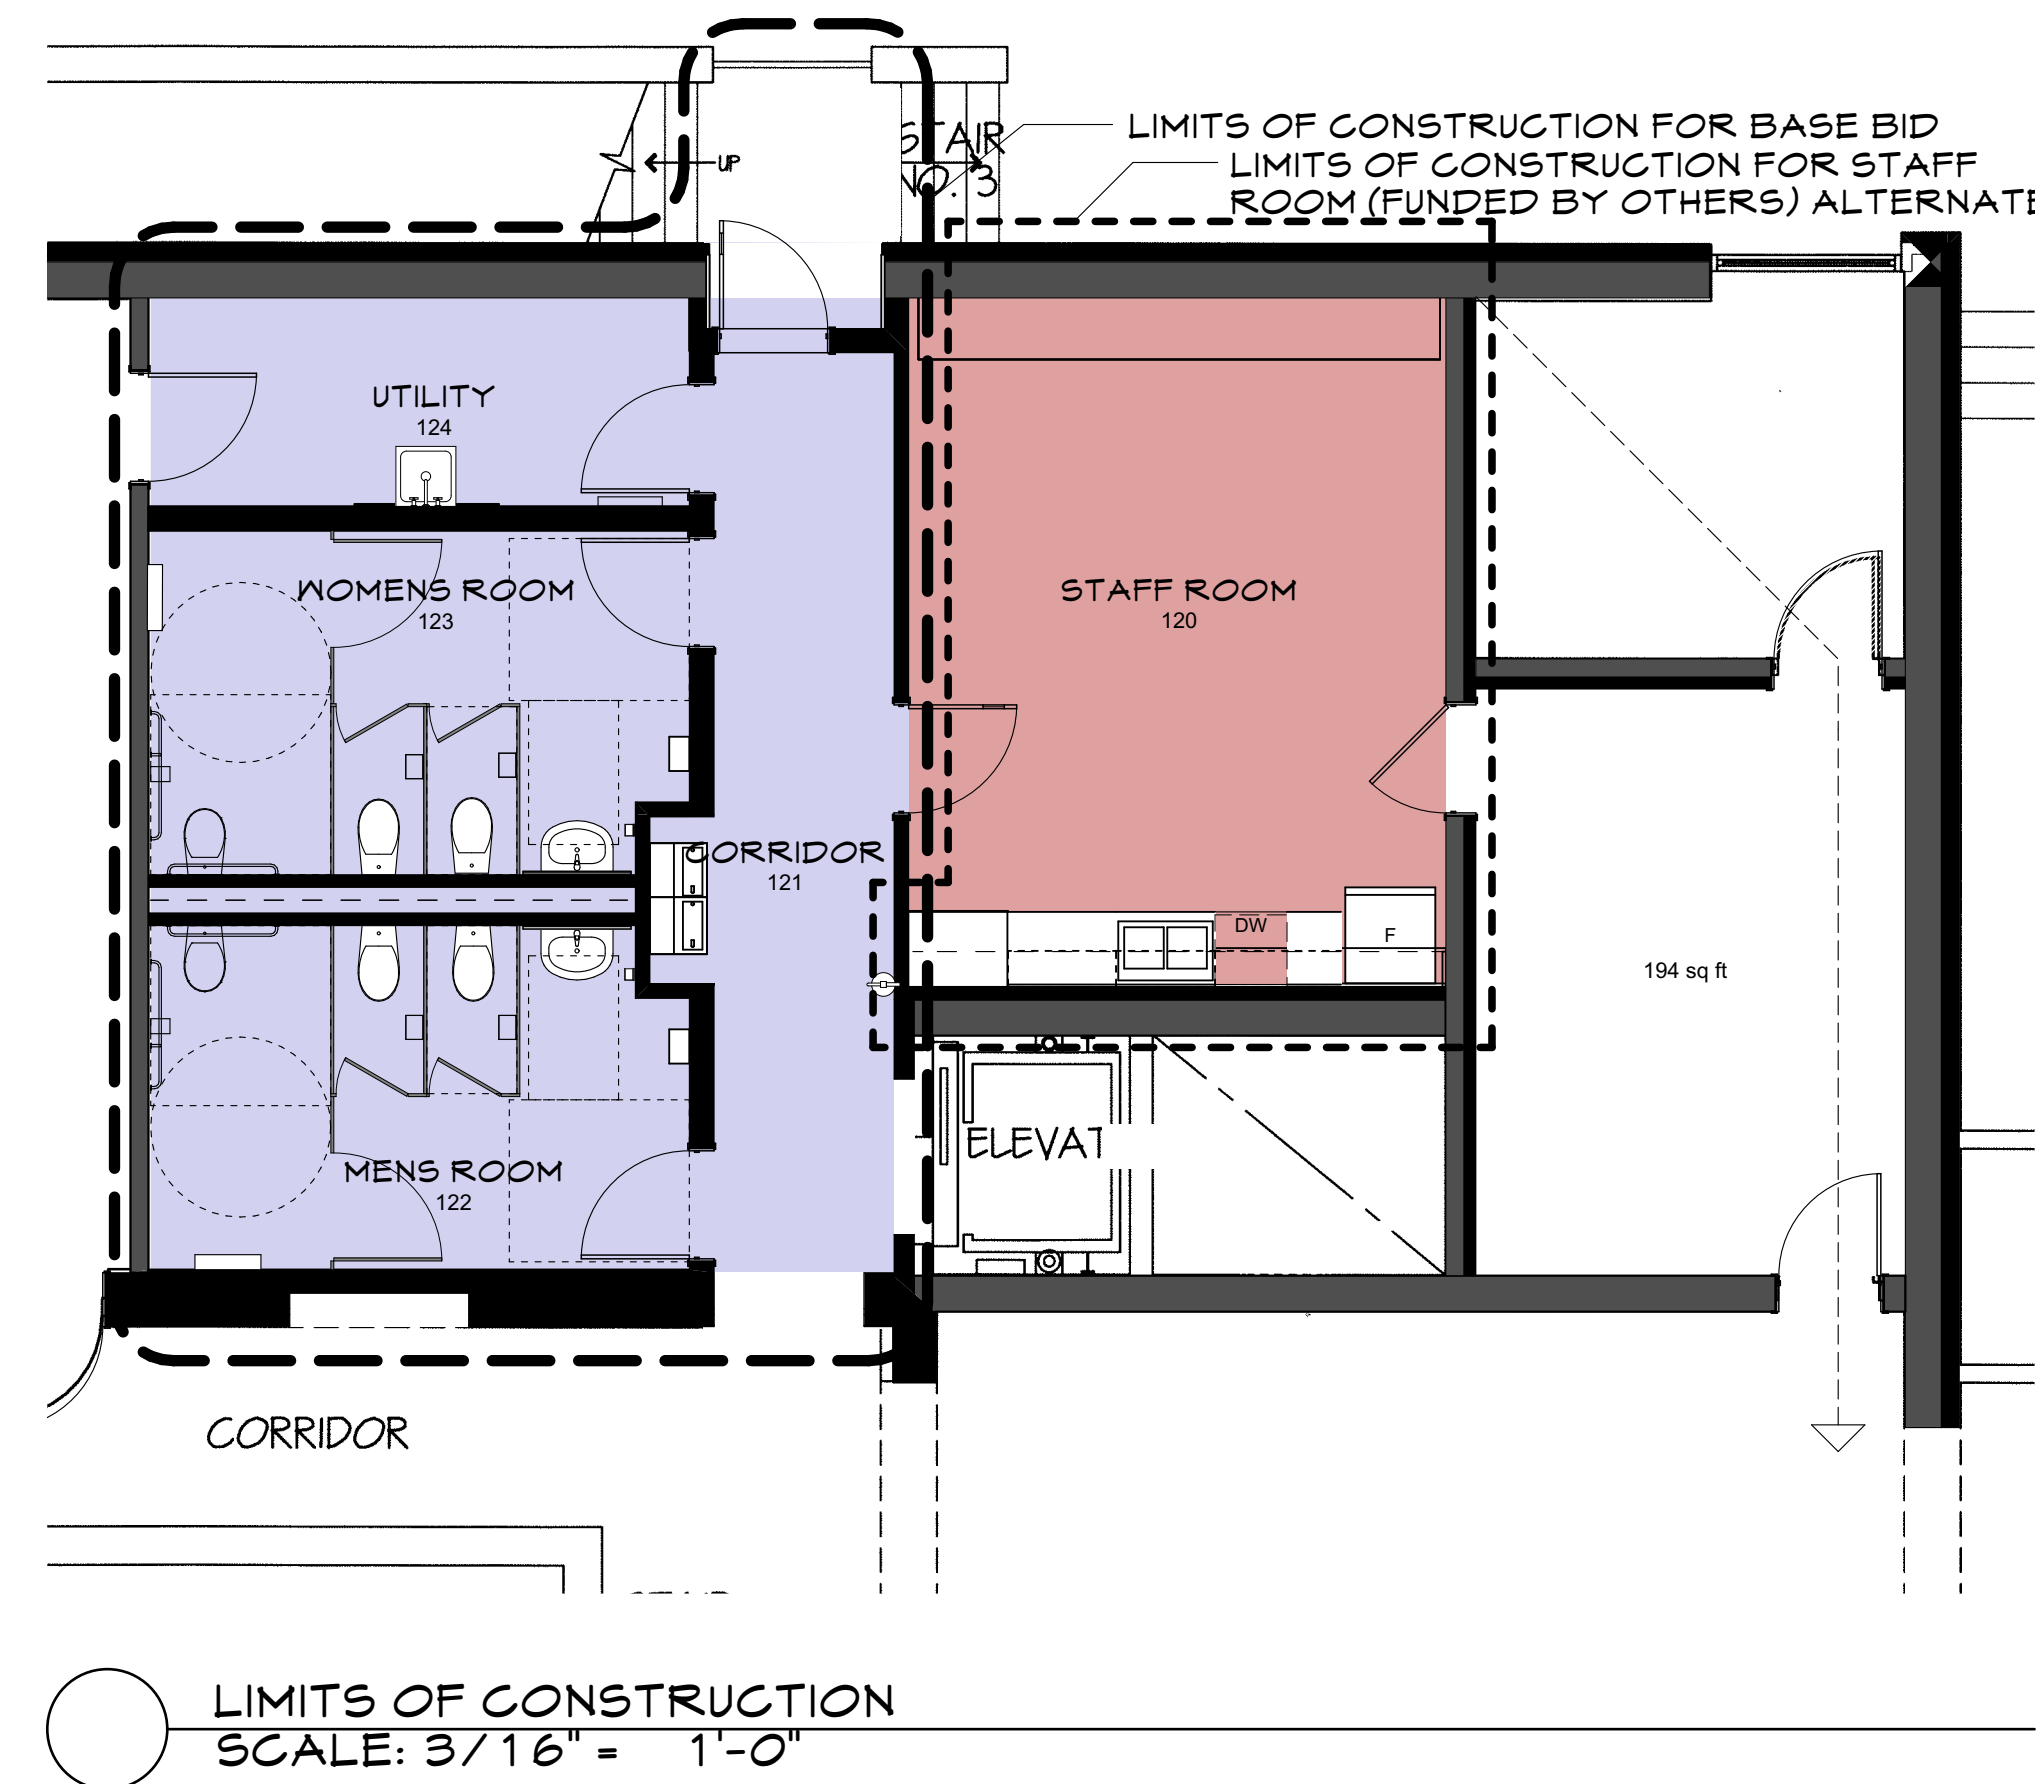 LIMITS OF CONSTRUCTION FOR BASE BID
LIMITS OF CONSTRUCTION FOR STAFF
ROOM (FUNDED BY OTHERS) ALTERNATE
STAIR
NO. 3
UP
UTILITY
124
WOMENS ROOM
123
STAFF ROOM
120
CORRIDOR
121
DW
F
194 sq ft
ELEVAT
MENS ROOM
122
CORRIDOR
LIMITS OF CONSTRUCTION
SCALE: 3/16" = 1'-0"